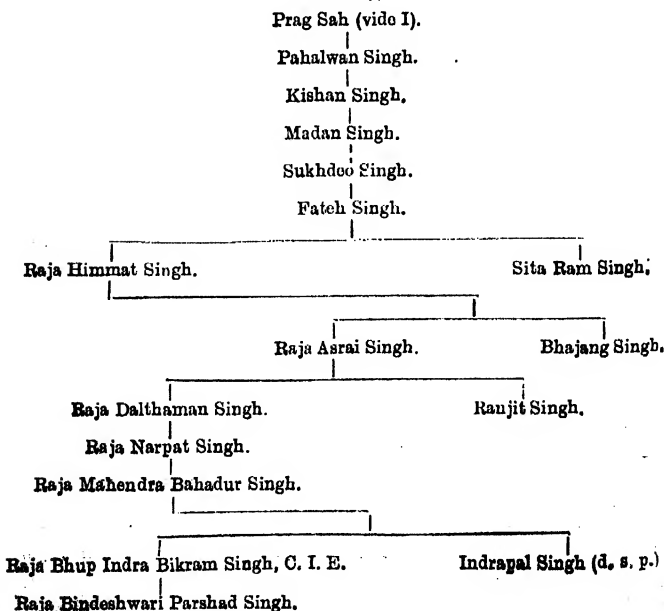 Prag Sah (vide I).
Pahalwan Singh.
Kishan Singh.
Madan Singh.
Sukhdeo Singh.
Fateh Singh.
Raja Himmat Singh. Sita Ram Singh.
Raja Asrai Singh. Bhajang Singh.
Raja Dalthaman Singh. Ranjit Singh.
Raja Narpat Singh.
Raja Mahendra Bahadur Singh.
Raja Bhup Indra Bikram Singh, C. I. E. Indrapal Singh (d. s. p.)
Raja Bindeshwari Parshad Singh.